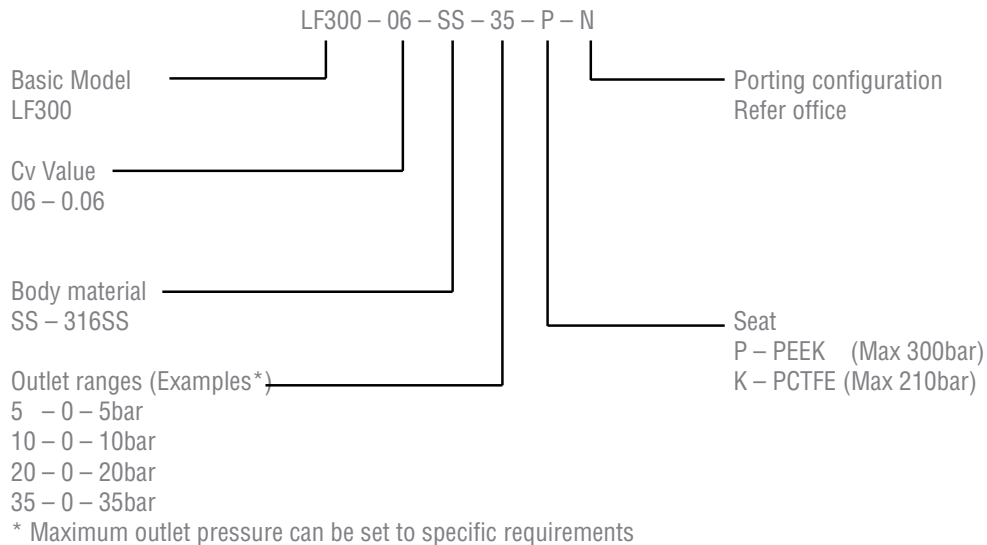 LF300 – 06 – SS – 35 – P – N
Basic Model
LF300
Porting configuration
Refer office
Cv Value
06 – 0.06
Body material
SS – 316SS
Seat
P – PEEK (Max 300bar)
K – PCTFE (Max 210bar)
Outlet ranges (Examples*)
5 – 0 – 5bar
10 – 0 – 10bar
20 – 0 – 20bar
35 – 0 – 35bar
* Maximum outlet pressure can be set to specific requirements